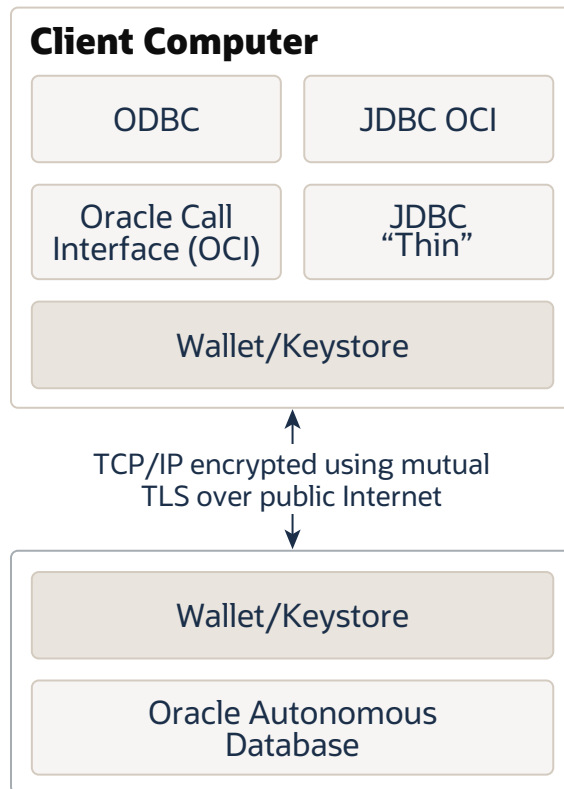 Client Computer
ODBC
JDBC OCI
Oracle Call
Interface (OCI)
JDBC
“Thin”
Wallet/Keystore
TCP/IP encrypted using mutual
TLS over public Internet
Wallet/Keystore
Oracle Autonomous
Database